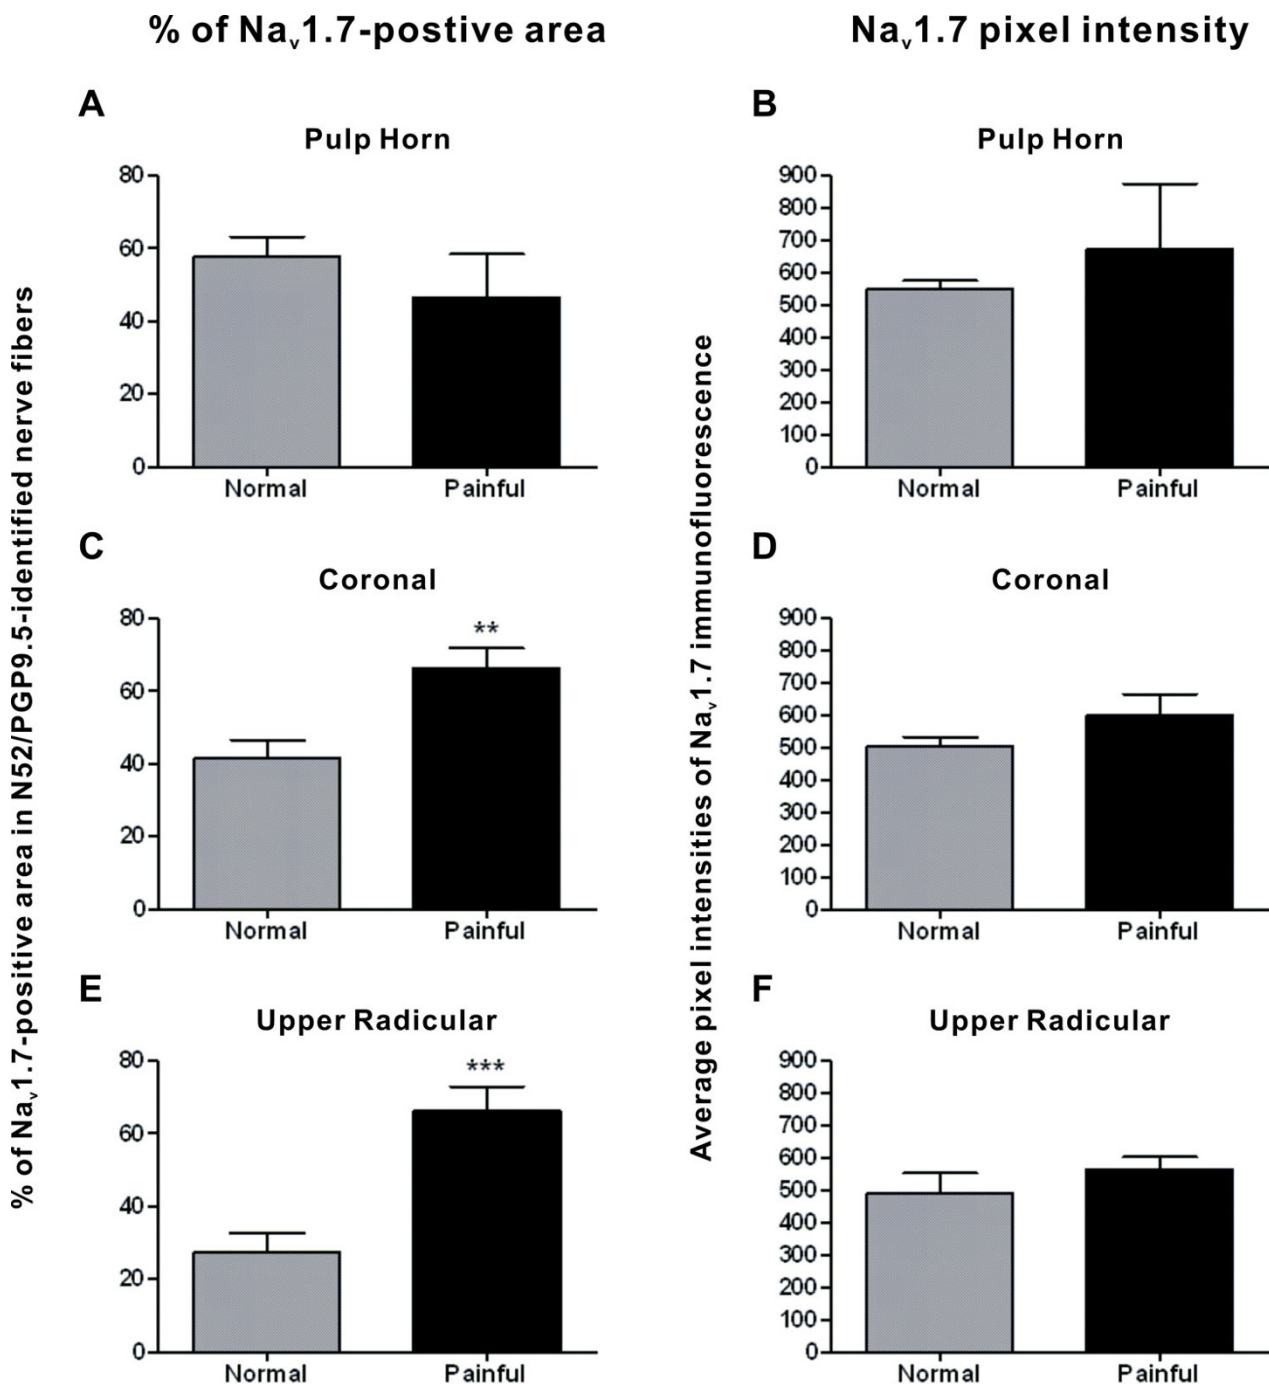 % of Nav1.7-postive area
Nav1.7 pixel intensity
% of Nav1.7-positive area in N52/PGP9.5-identified nerve fibers
A
Pulp Horn
80
60
40
20
0
Normal
Painful
C
Coronal
80
**
60
40
20
0
Normal
Painful
E
Upper Radicular
80
***
60
40
20
0
Normal
Painful
Average pixel intensities of Nav1.7 immunofluorescence
B
Pulp Horn
900
800
700
600
500
400
300
200
100
0
Normal
Painful
D
Coronal
900
800
700
600
500
400
300
200
100
0
Normal
Painful
F
Upper Radicular
900
800
700
600
500
400
300
200
100
0
Normal
Painful